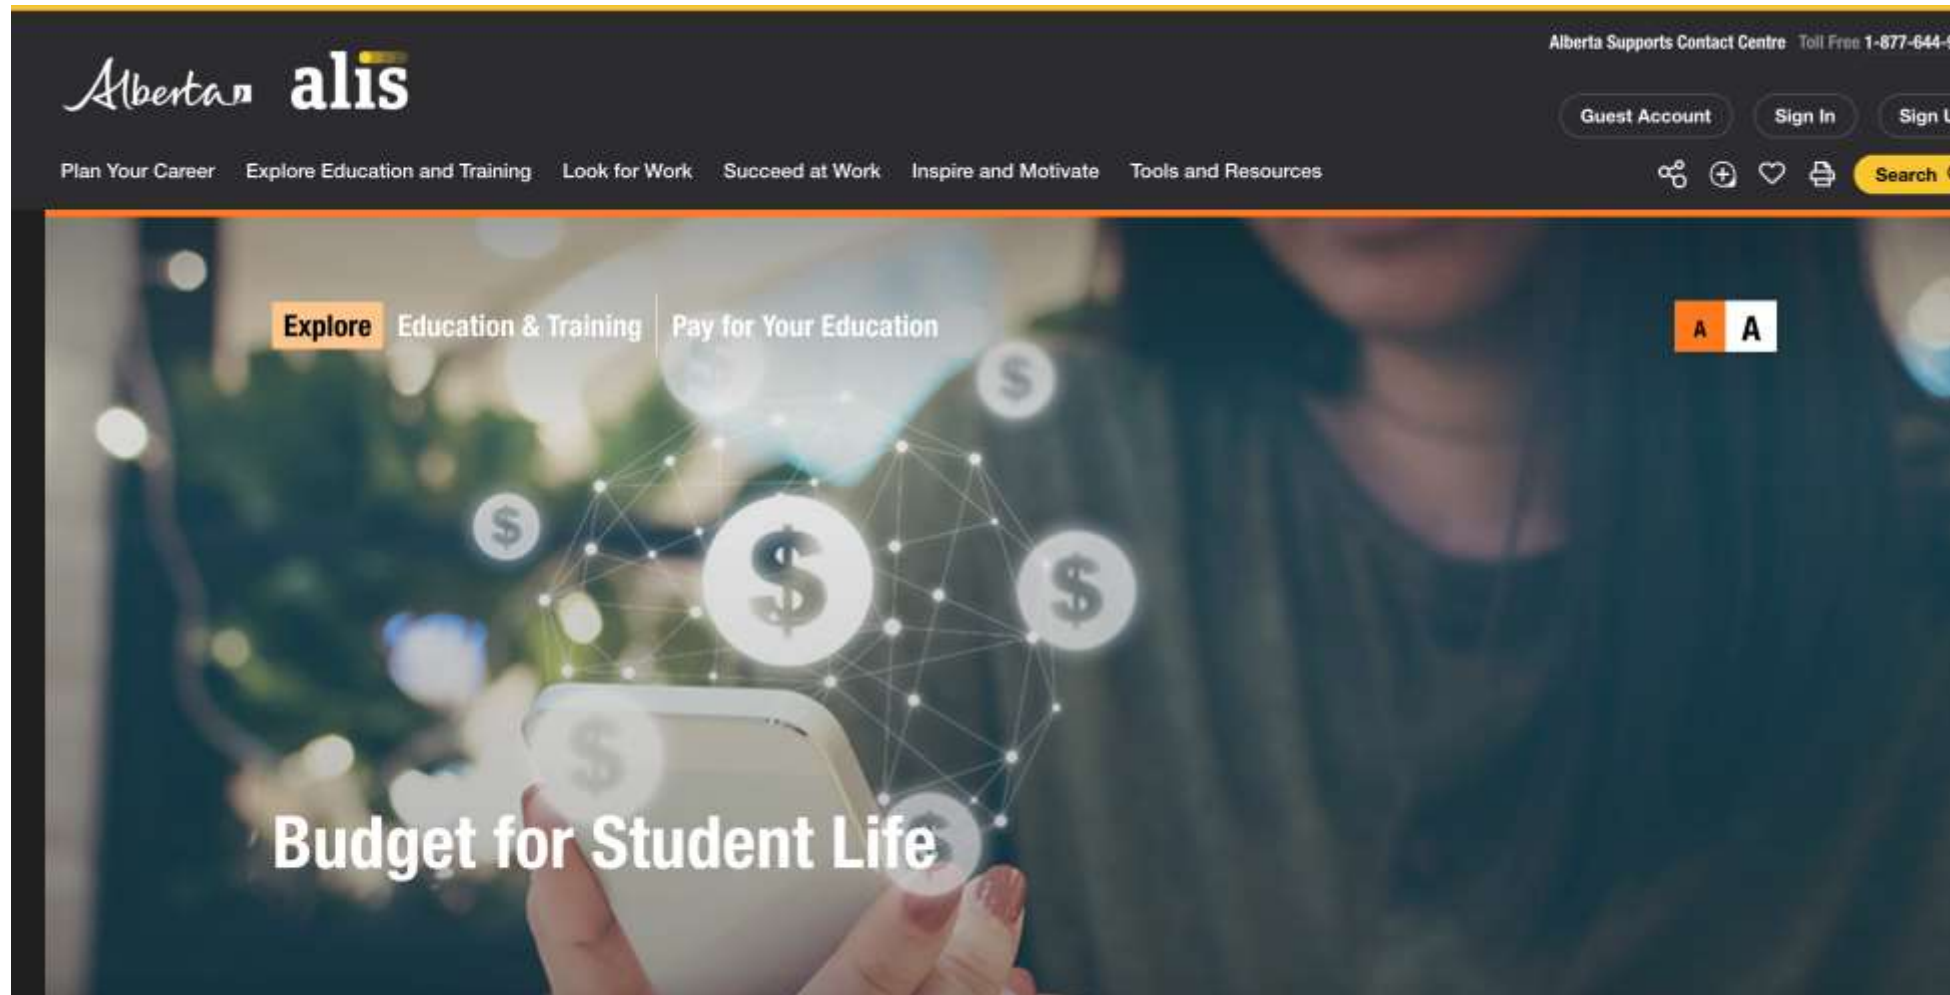 Alberta Supports Contact Centre Toll Free 1-877-644-
Alberta alis
Guest Account Sign In Sign
Plan Your Career Explore Education and Training Look for Work Succeed at Work Inspire and Motivate Tools and Resources Search
Explore Education & Training Pay for Your Education A A
$
$
$
$
$
$
$
Budget for Student Life